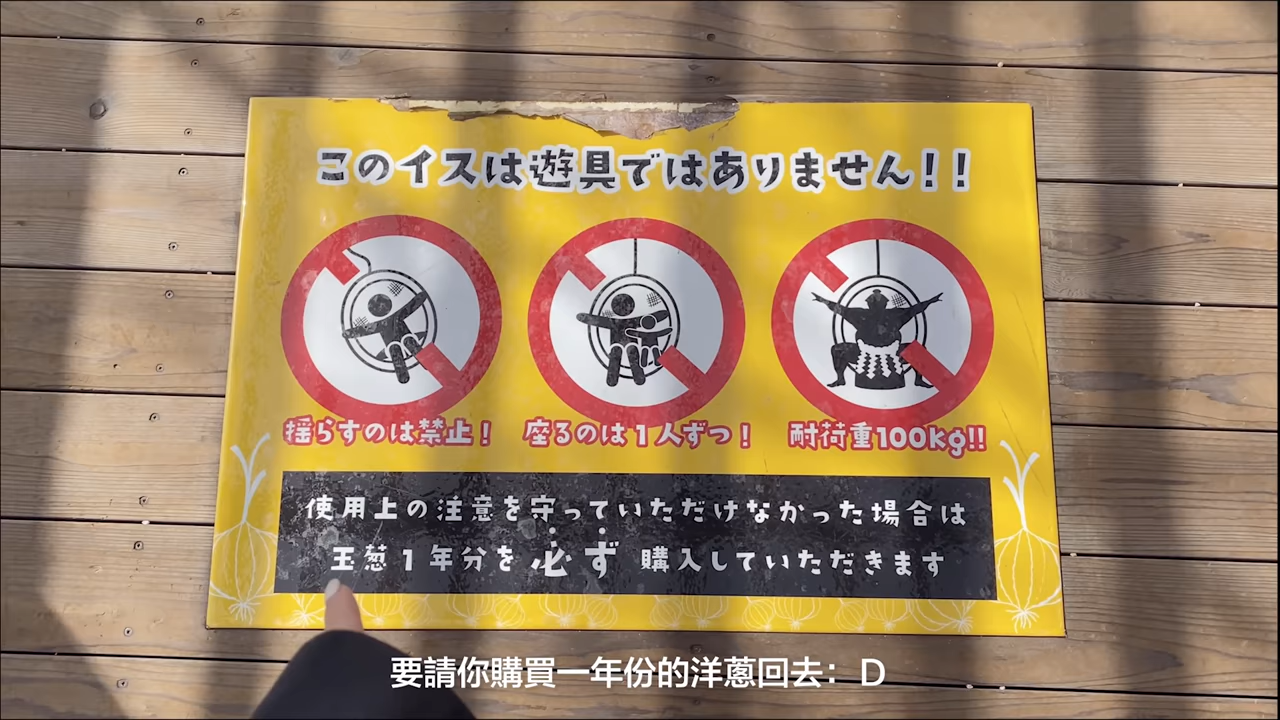 このイスは遊具ではありません!!
揺らすのは禁止!
座るのは1人ずつ!
耐荷重100kg!!
使用上の注意を守っていただけなかった場合は
玉葱1年分を必ず購入していただきます
要請你購買一年份的洋蔥回去：D